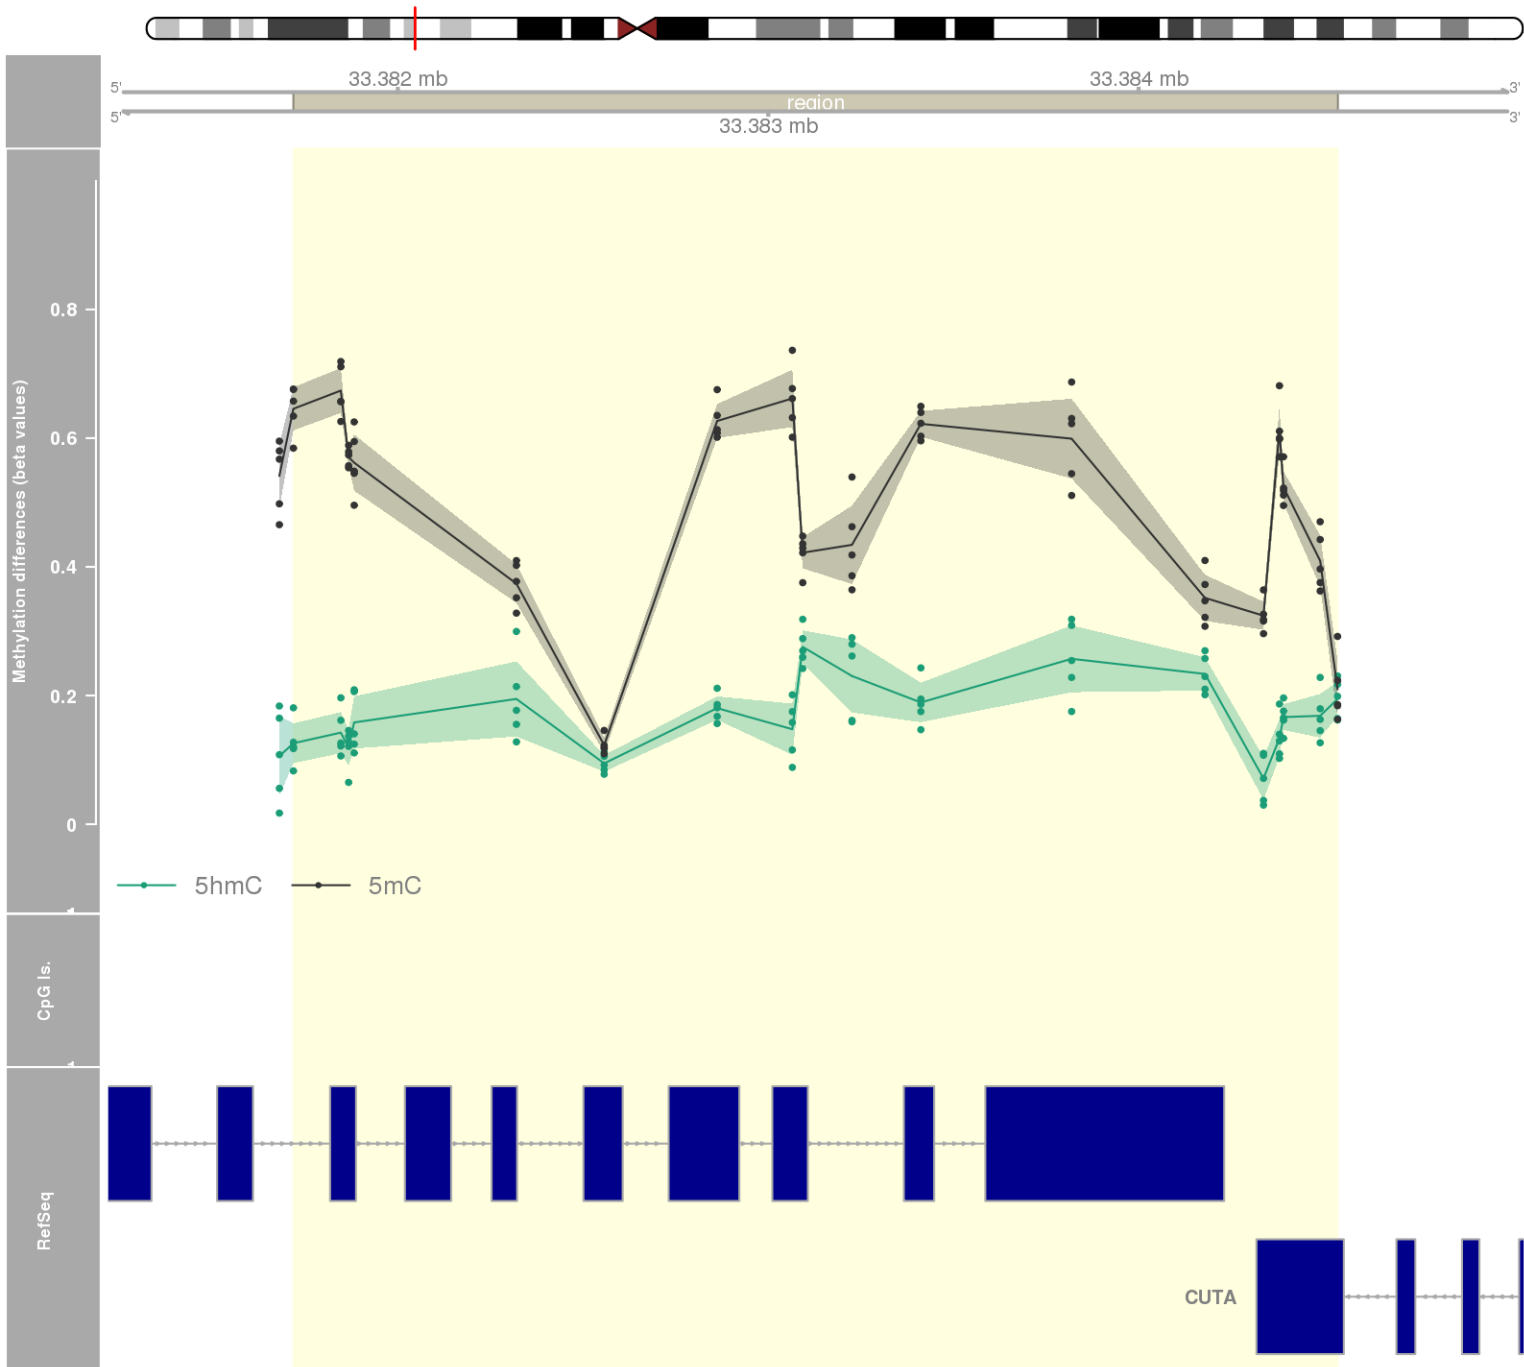 33.382 mb
33.384 mb
5'
3'
region
5'
3'
33.383 mb
Methylation differences (beta values)
0.8
0.6
0.4
0.2
0
5hmC
5mC
CpG Is.
RefSeq
CUTA